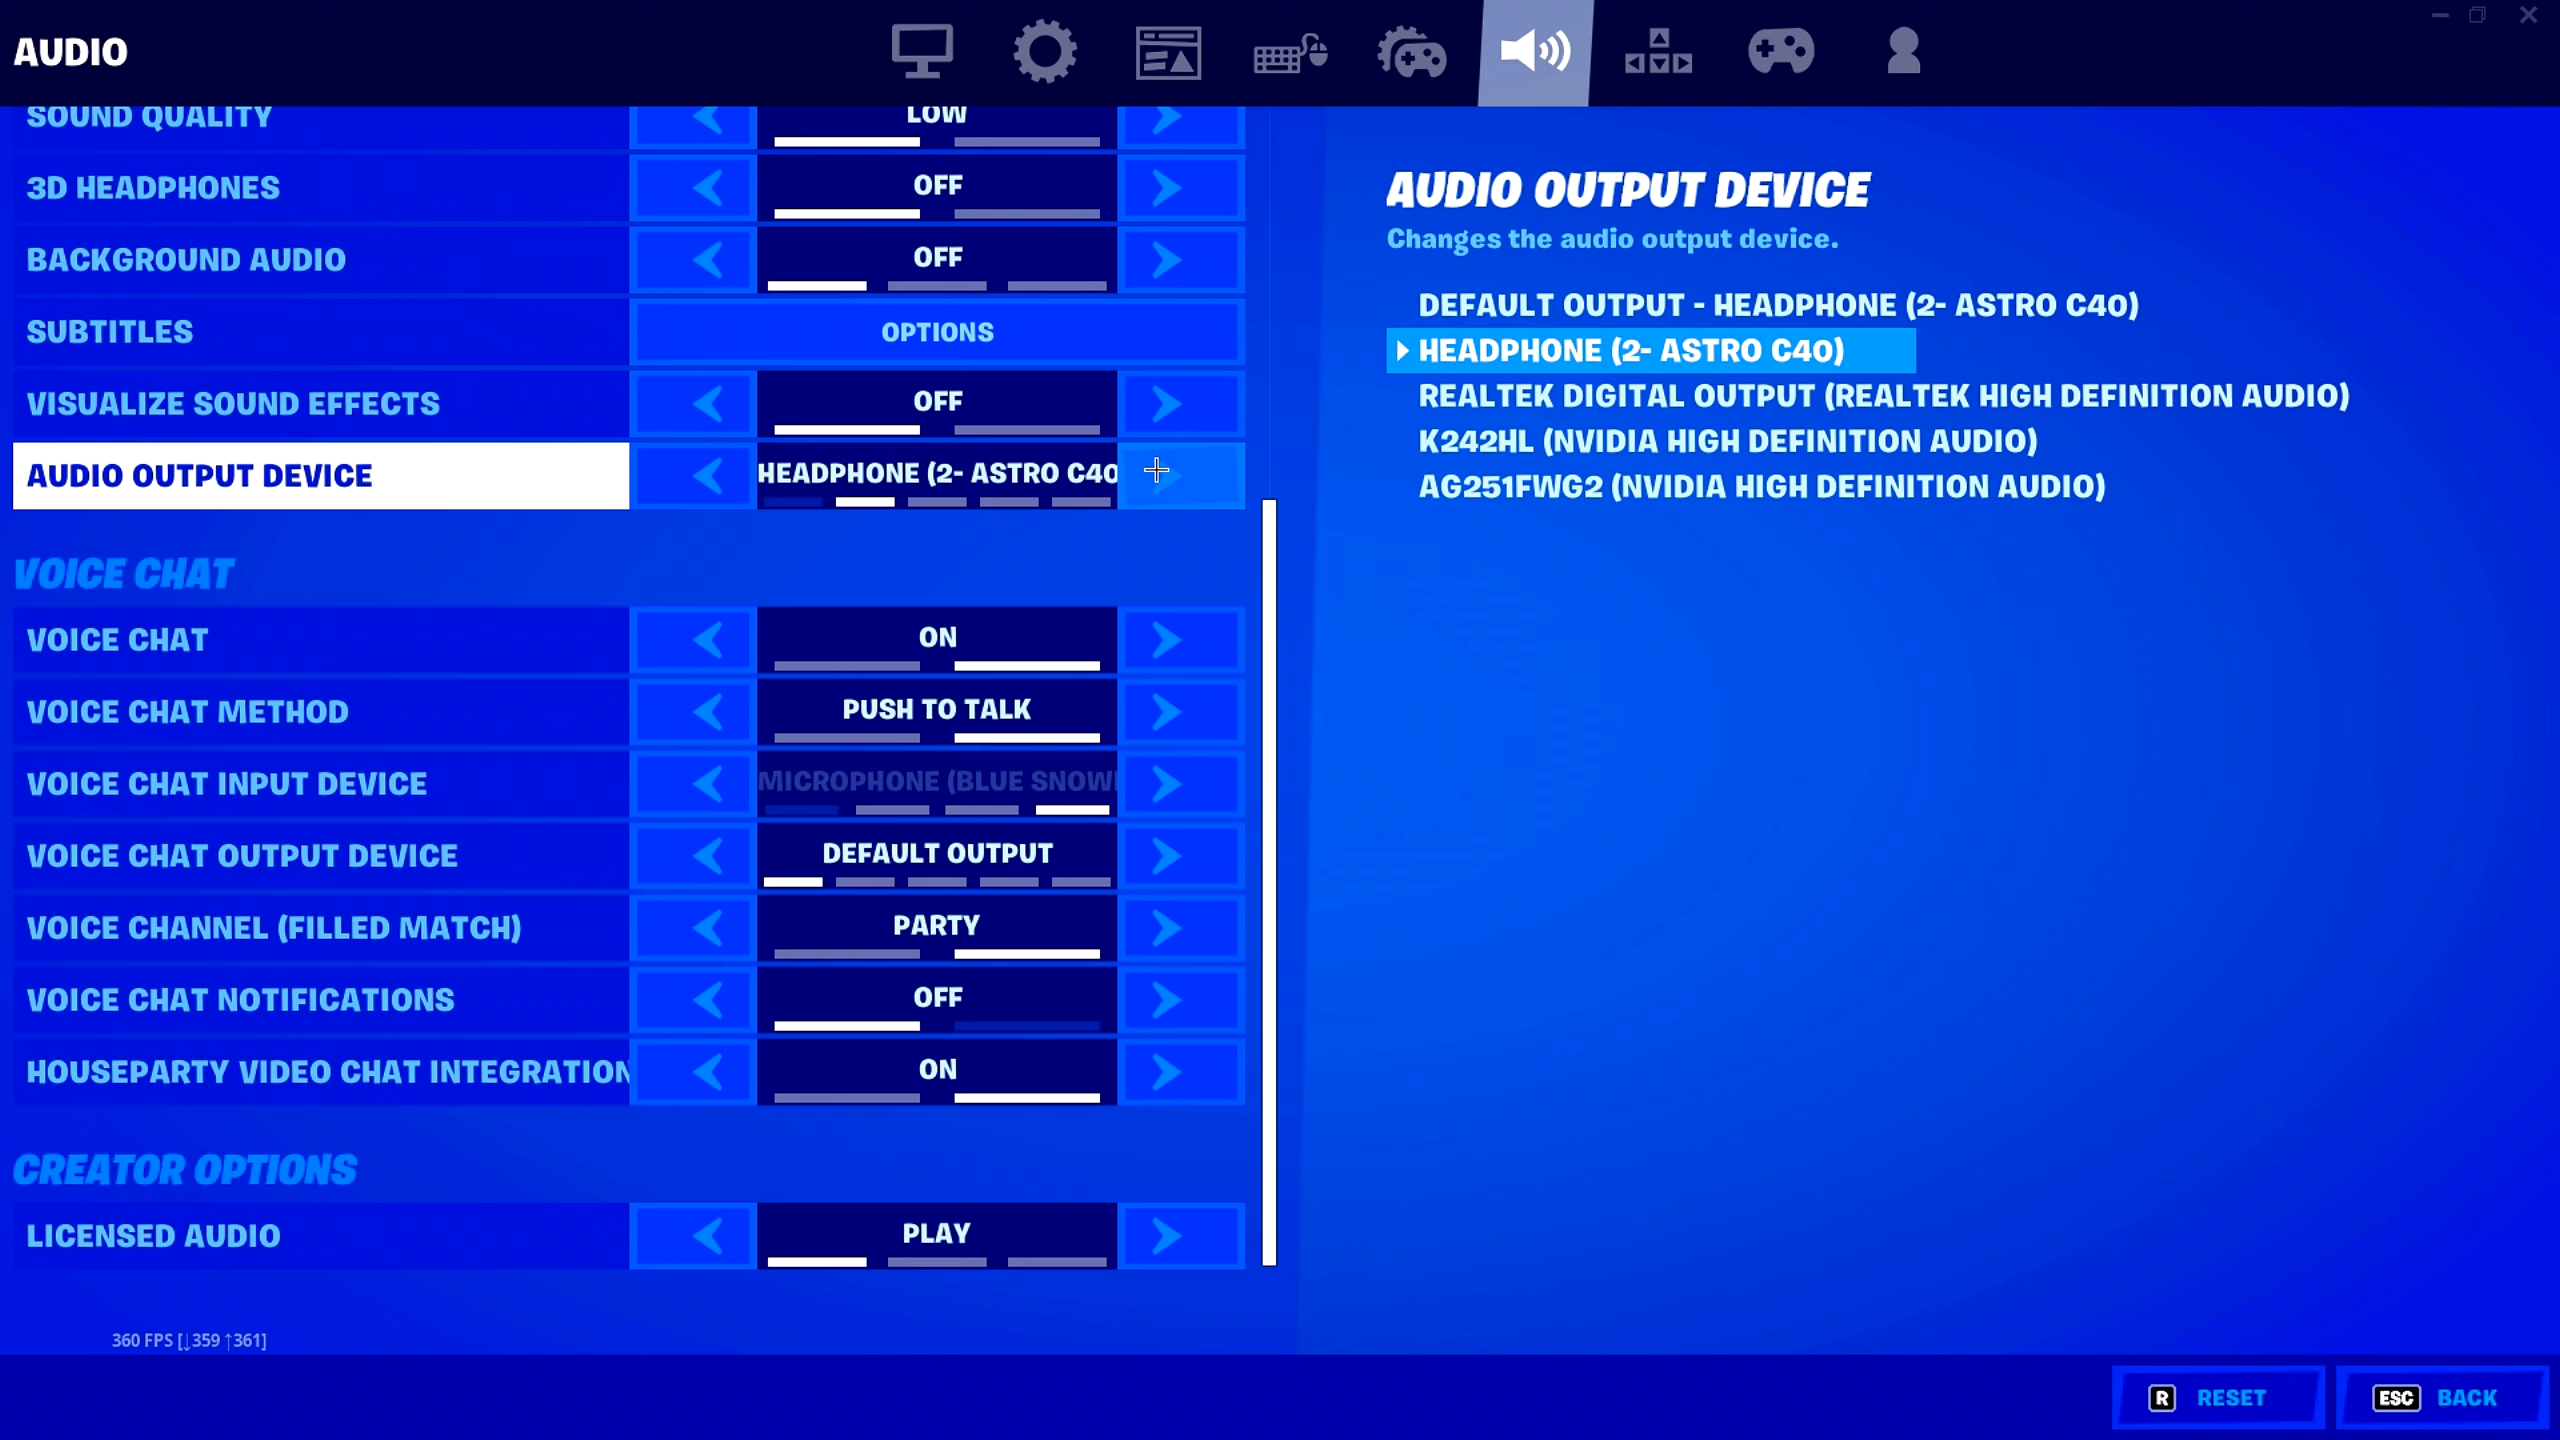 AUDIO
SOUND QUALITY
LOW
3D HEADPHONES
OFF
BACKGROUND AUDIO
OFF
SUBTITLES
OPTIONS
VISUALIZE SOUND EFFECTS
OFF
AUDIO OUTPUT DEVICE
HEADPHONE (2- ASTRO C40
VOICE CHAT
VOICE CHAT
ON
VOICE CHAT METHOD
PUSH TO TALK
VOICE CHAT INPUT DEVICE
MICROPHONE (BLUE SNOW
VOICE CHAT OUTPUT DEVICE
DEFAULT OUTPUT
VOICE CHANNEL (FILLED MATCH)
PARTY
VOICE CHAT NOTIFICATIONS
OFF
HOUSEPARTY VIDEO CHAT INTEGRATION
ON
CREATOR OPTIONS
LICENSED AUDIO
PLAY
360 FPS [↓359 ↑361]
AUDIO OUTPUT DEVICE
Changes the audio output device.
DEFAULT OUTPUT - HEADPHONE (2- ASTRO C40)
HEADPHONE (2- ASTRO C40)
REALTEK DIGITAL OUTPUT (REALTEK HIGH DEFINITION AUDIO)
K242HL (NVIDIA HIGH DEFINITION AUDIO)
AG251FWG2 (NVIDIA HIGH DEFINITION AUDIO)
R RESET
ESC BACK